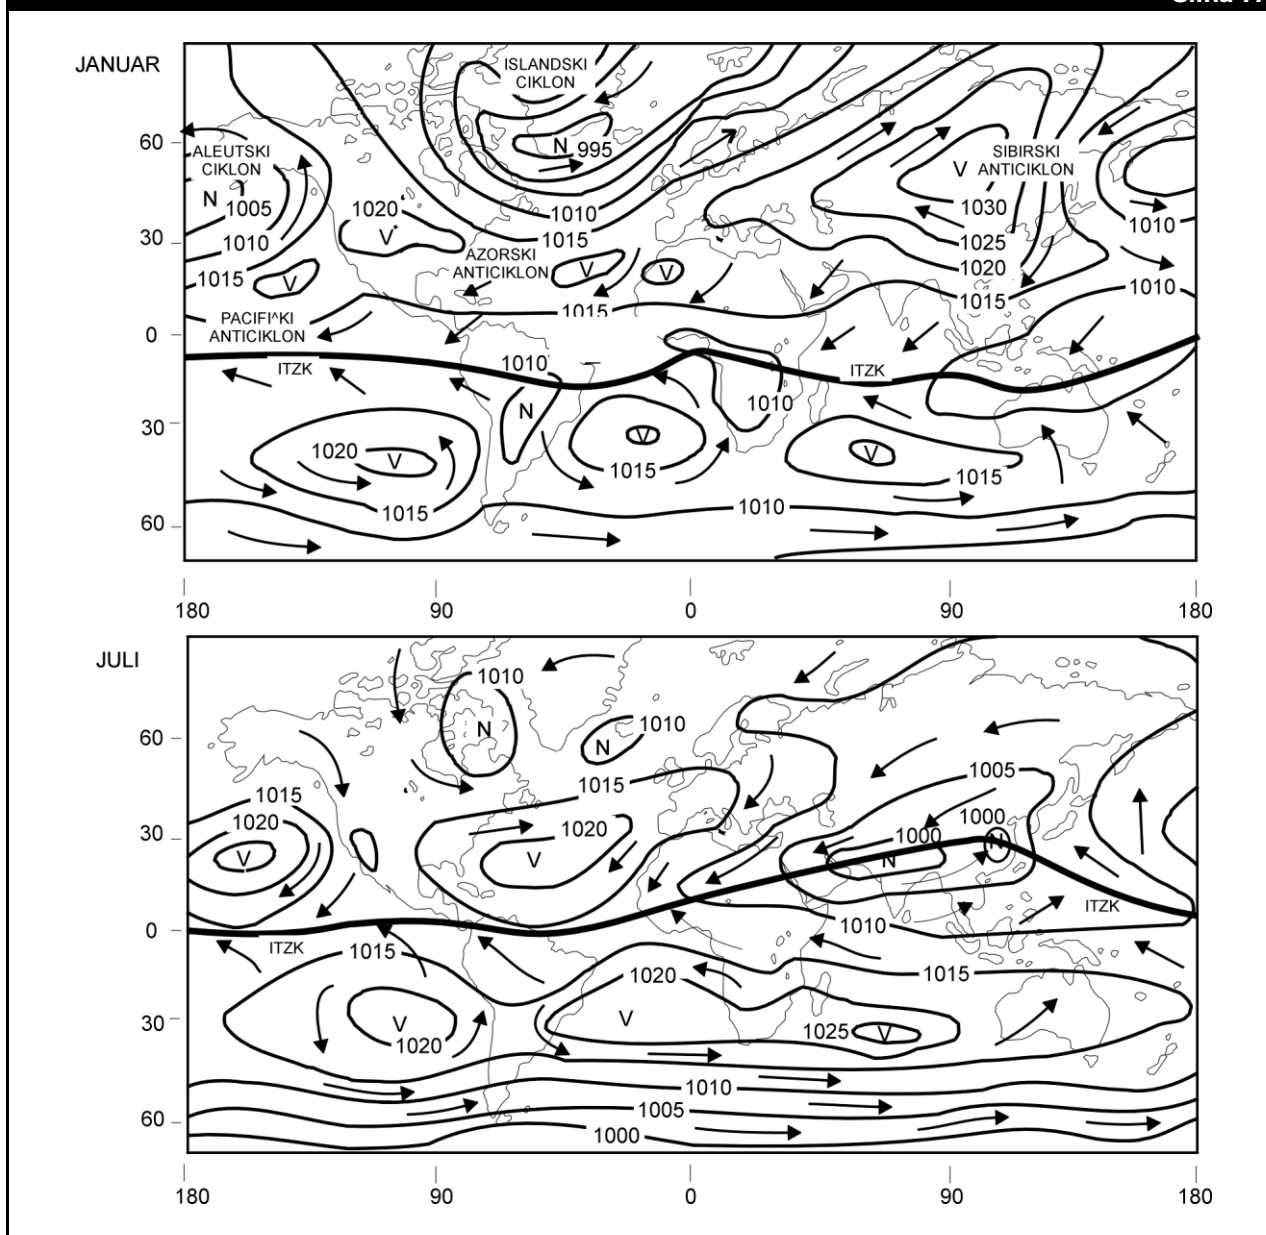 JANUAR
60
30
0
30
60
ISLANDSKI
CIKLON
N 995
ALEUTSKI
CIKLON
N
1005
1010
1015
V
1020
V
1010
1015
AZORSKI
ANTICIKLON
V
V
1015
V
SIBIRSKI
ANTICIKLON
1030
1025
1020
1015
1010
1010
PACIFI^KI
ANTICIKLON
ITZK
1010
N
ITZK
1010
1020
V
1015
V
1015
V
1015
1010
180
90
0
90
180
JULI
60
30
0
30
60
1010
N
1010
N
1015
1015
1020
V
1020
V
1005
1000
1000
N
N
ITZK
1010
ITZK
1015
1015
1020
V
1020
V
1025
V
1010
1005
1000
180
90
0
90
180